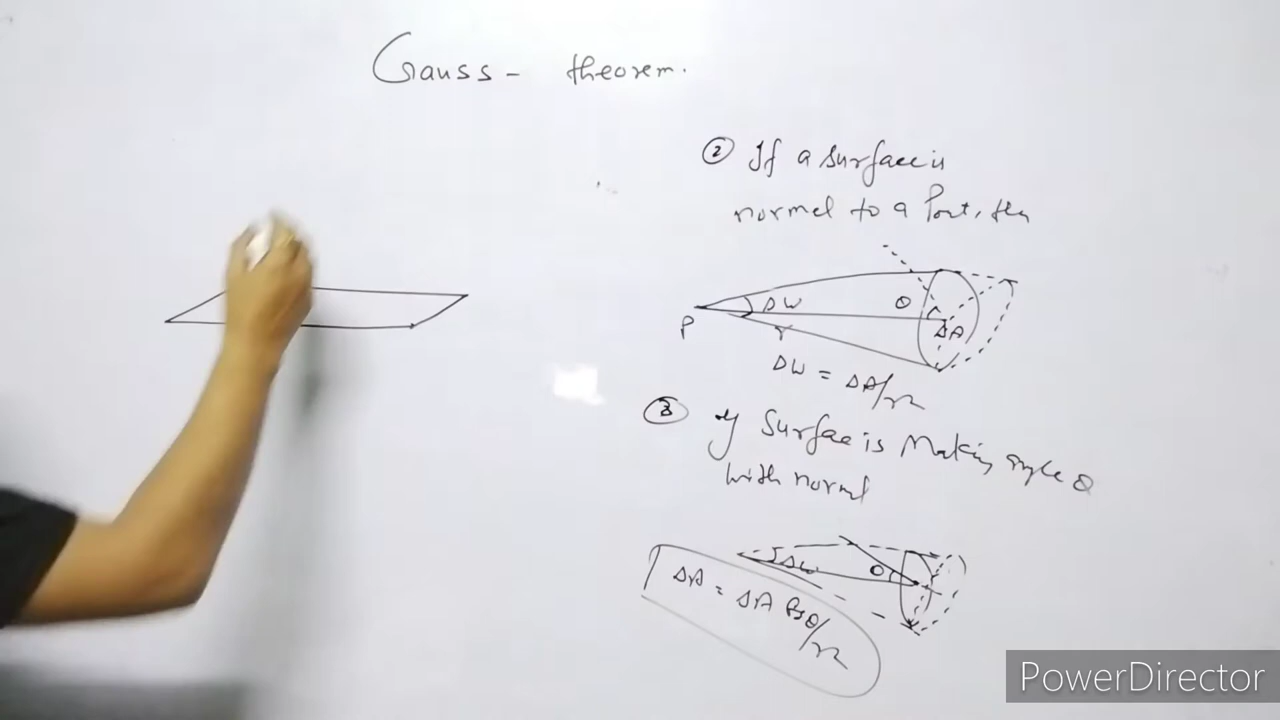 Gauss - theorem.
② If a surface is
normal to a Point, then
ΔW
θ
ΔA
P
r
ΔW = ΔA/r2
③ If Surface is Making angle θ
with normal
ΔW
θ
ΔA = ΔA Cosθ/r2
PowerDirector